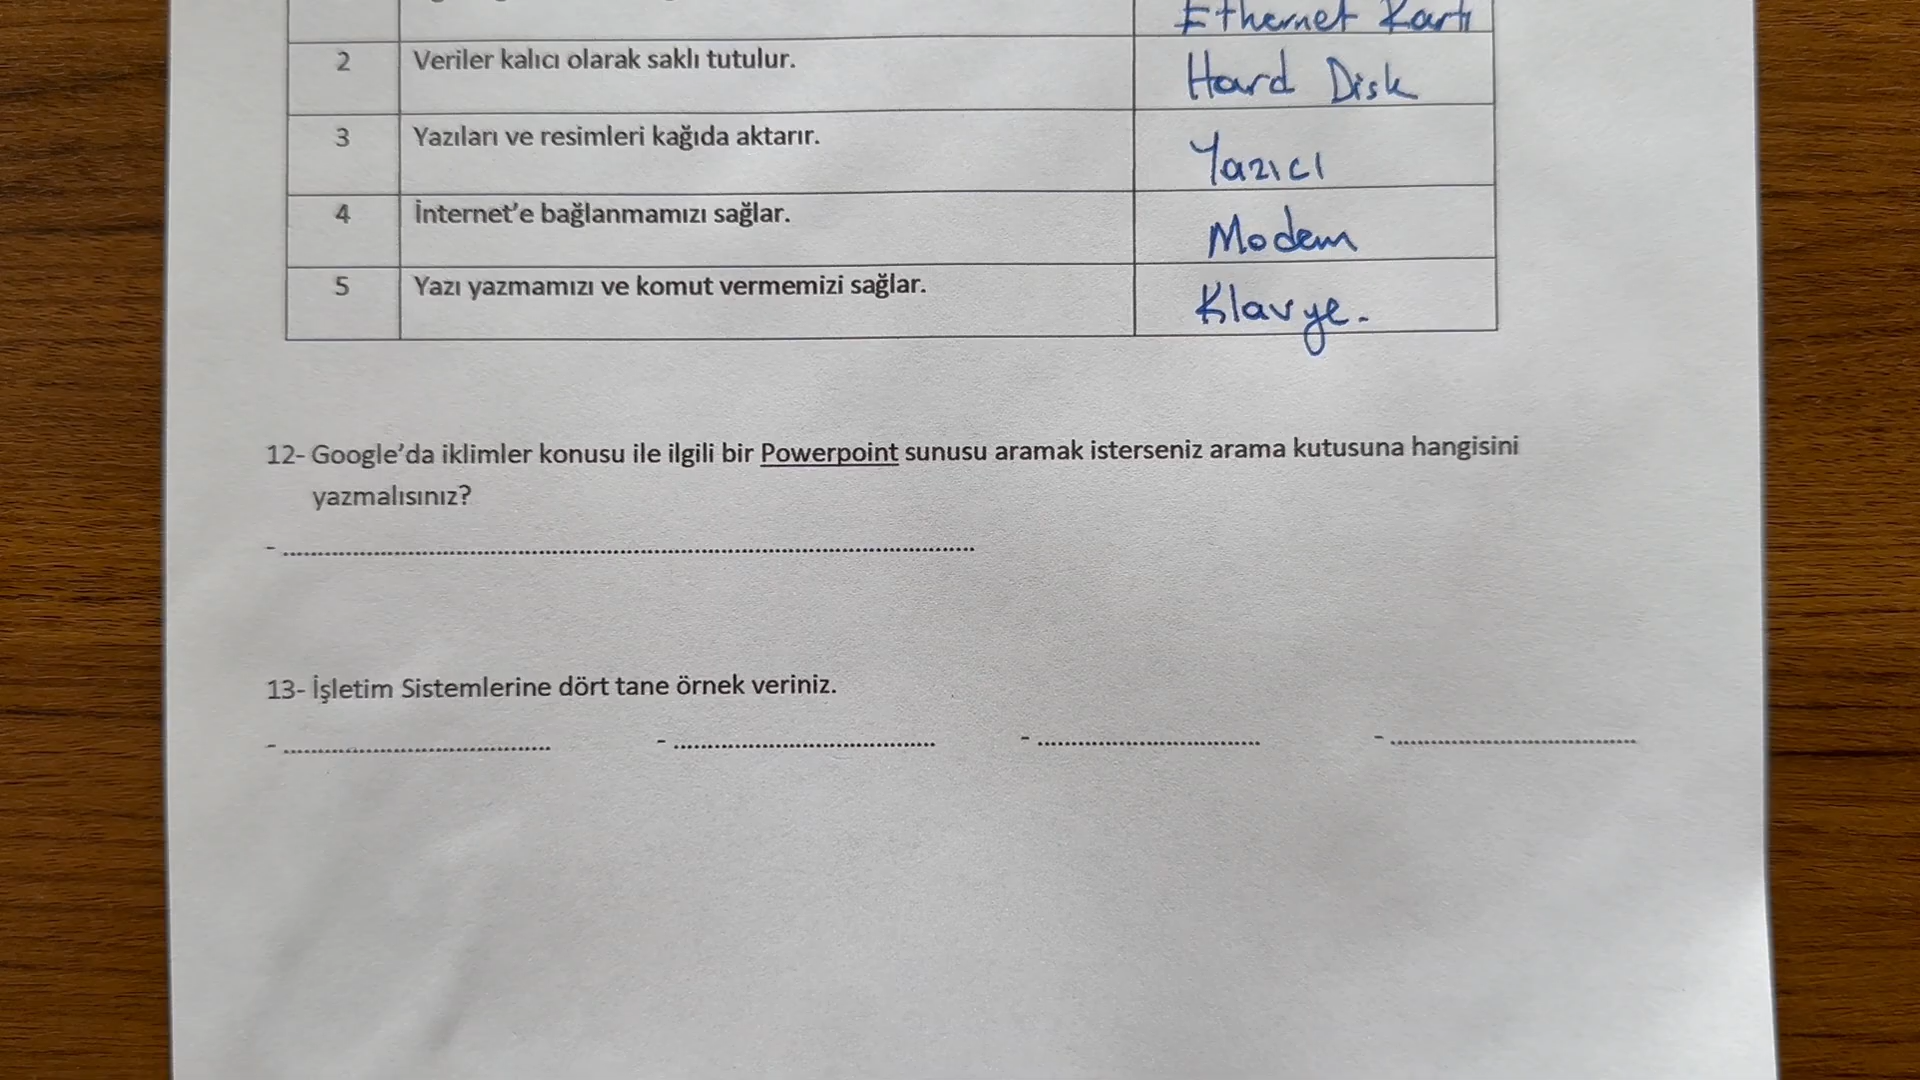 Ethernet Kartı
2 Veriler kalıcı olarak saklı tutulur. Hard Disk
3 Yazıları ve resimleri kağıda aktarır. Yazıcı
4 İnternet'e bağlanmamızı sağlar. Modem
5 Yazı yazmamızı ve komut vermemizi sağlar. Klavye.
12- Google'da iklimler konusu ile ilgili bir Powerpoint sunusu aramak isterseniz arama kutusuna hangisini
yazmalısınız?
- ..........................................................................................
13- İşletim Sistemlerine dört tane örnek veriniz.
- .................................... - .................................... - .............................. - .................................